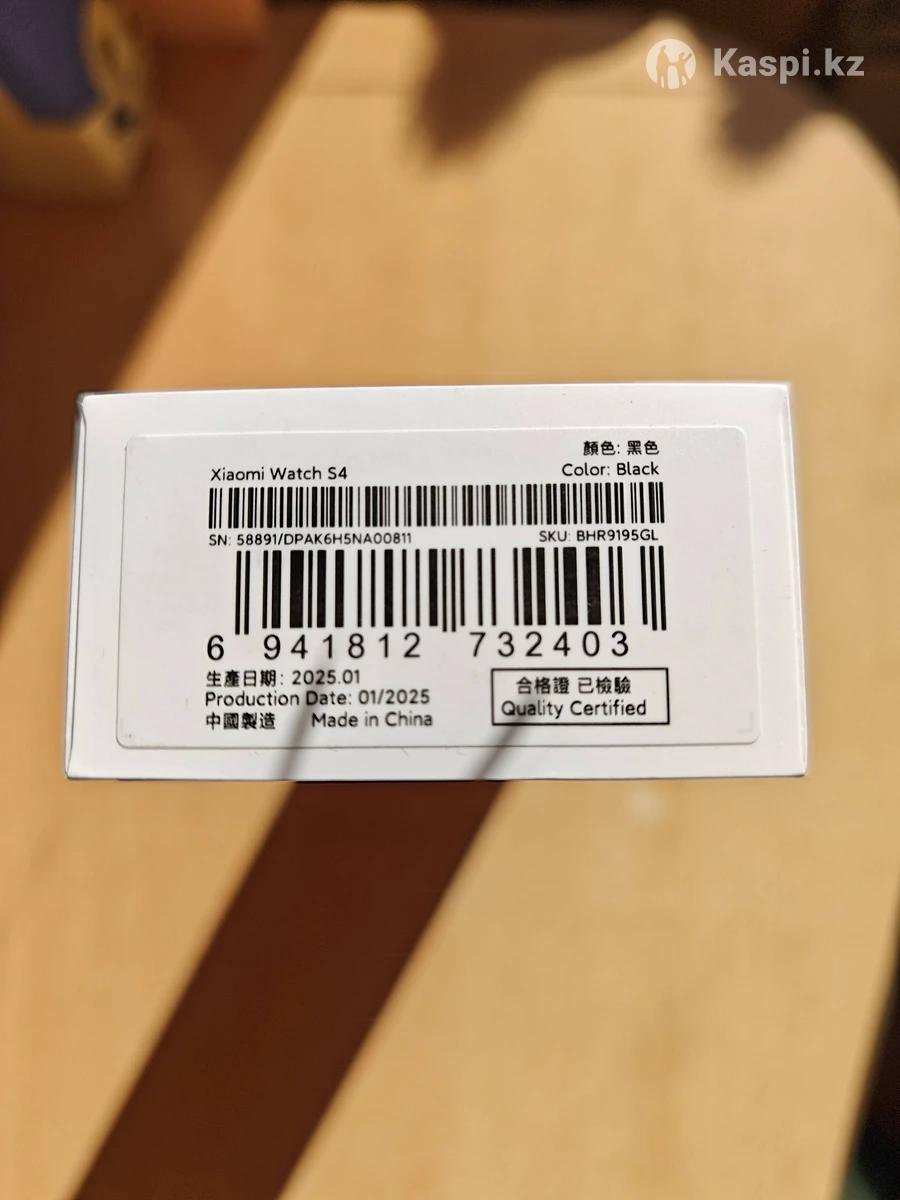 Kaspi.kz
顏色: 黑色
Xiaomi Watch S4 Color: Black
SN: 58891/DPAK6H5NA00811 SKU: BHR9195GL
6 941812 732403
生產日期: 2025.01
Production Date: 01/2025
中國製造 Made in China
合格證 已檢驗
Quality Certified